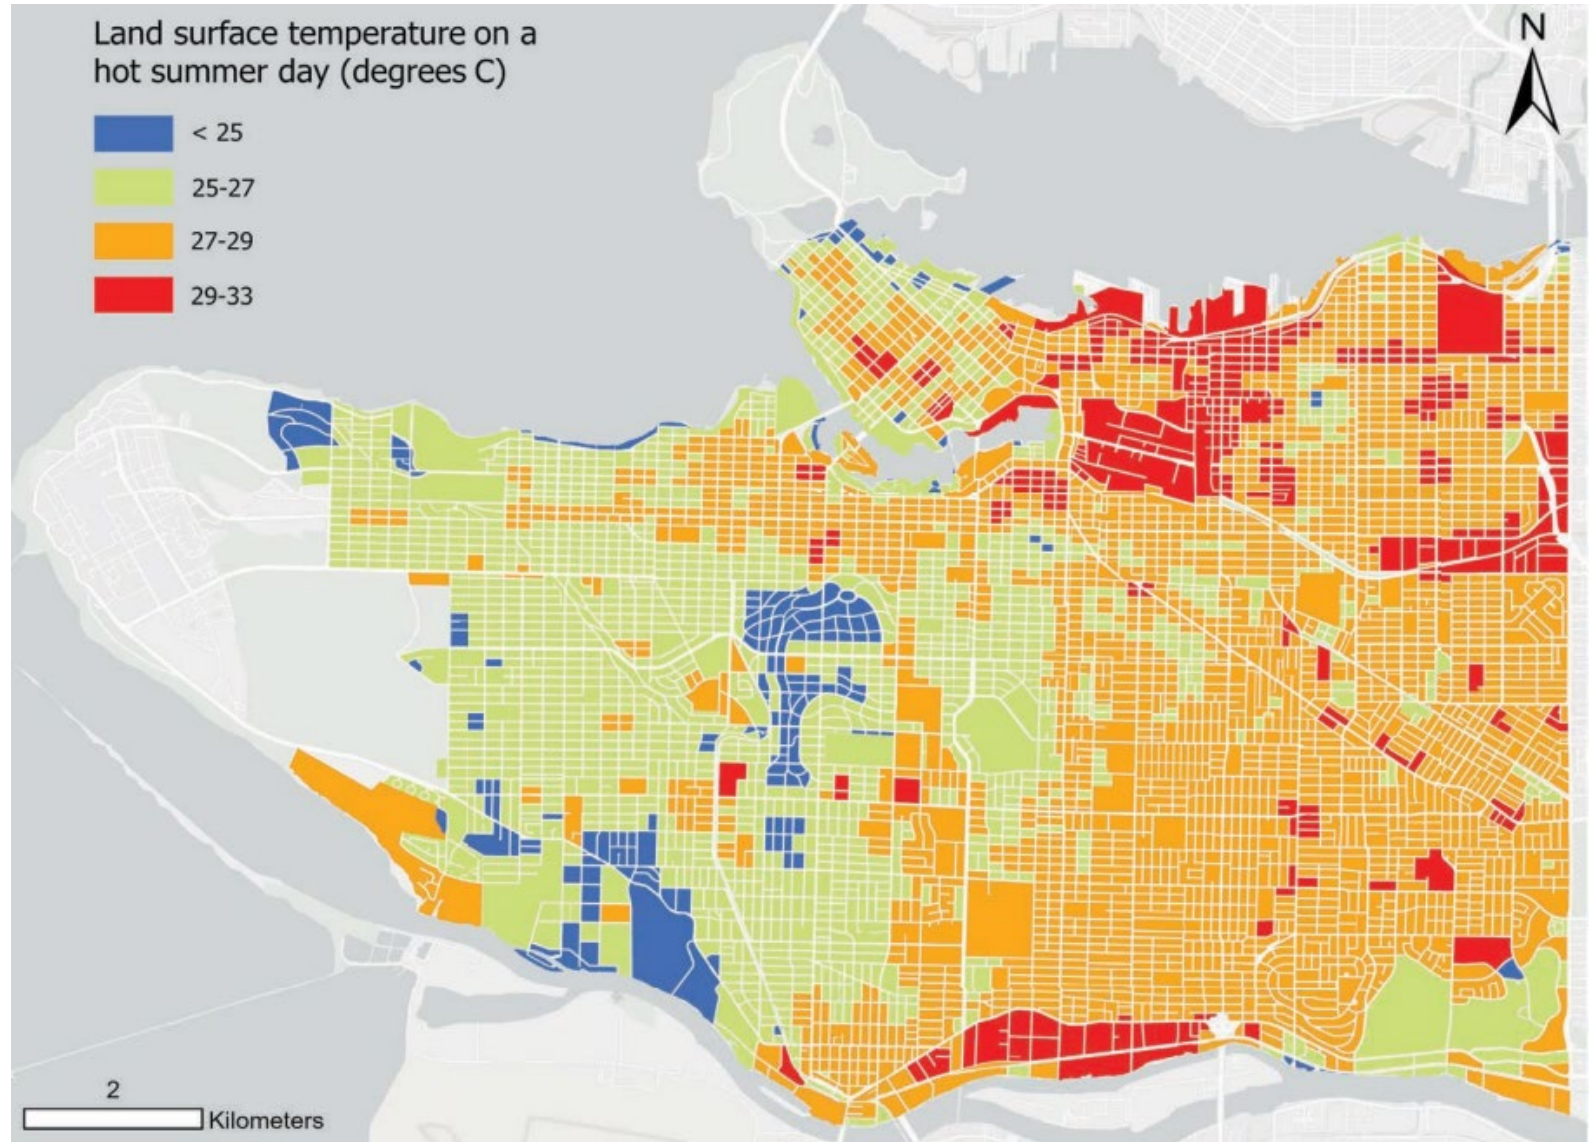 Land surface temperature on a
hot summer day (degrees C)
< 25
25-27
27-29
29-33
N
2
Kilometers